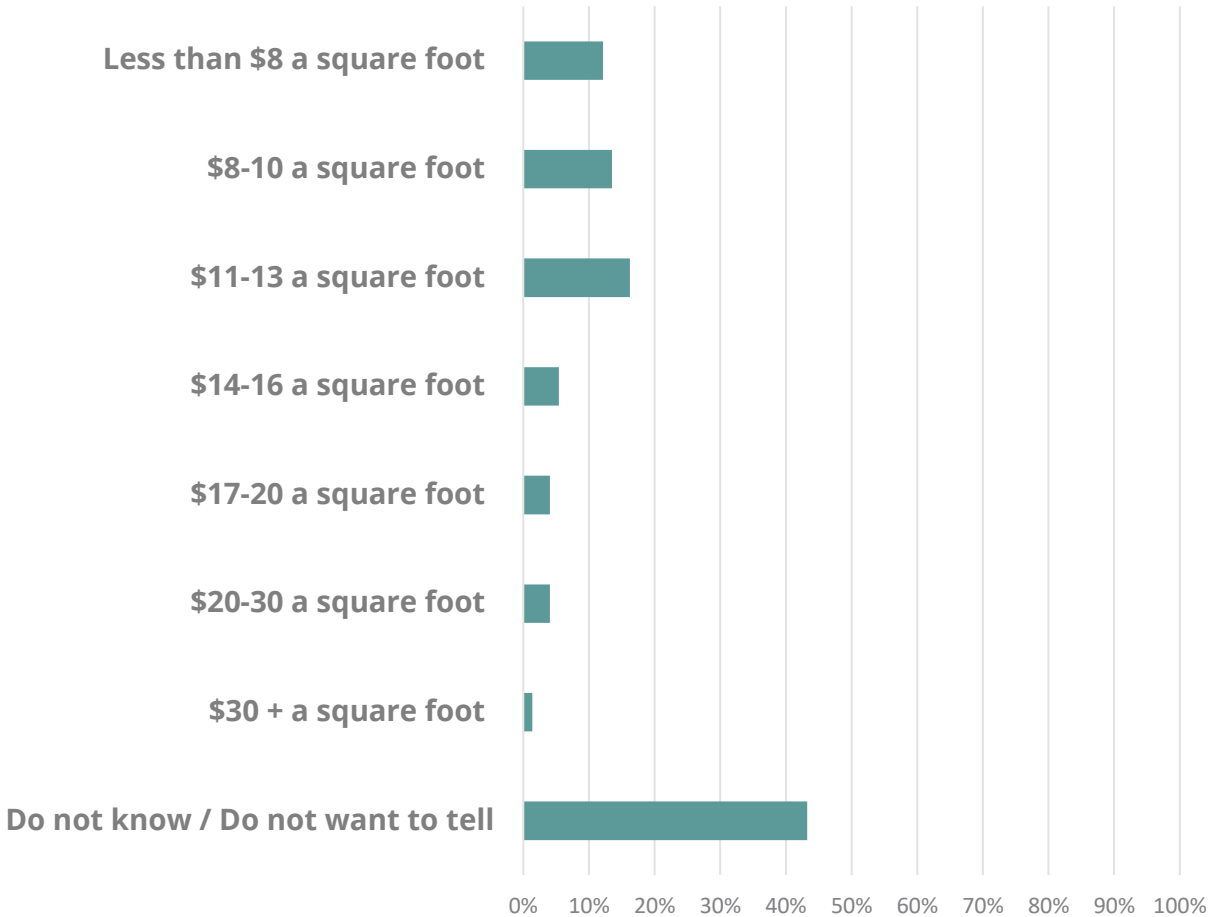 Less than $8 a square foot
$8-10 a square foot
$11-13 a square foot
$14-16 a square foot
$17-20 a square foot
$20-30 a square foot
$30 + a square foot
Do not know / Do not want to tell
0% 10% 20% 30% 40% 50% 60% 70% 80% 90% 100%